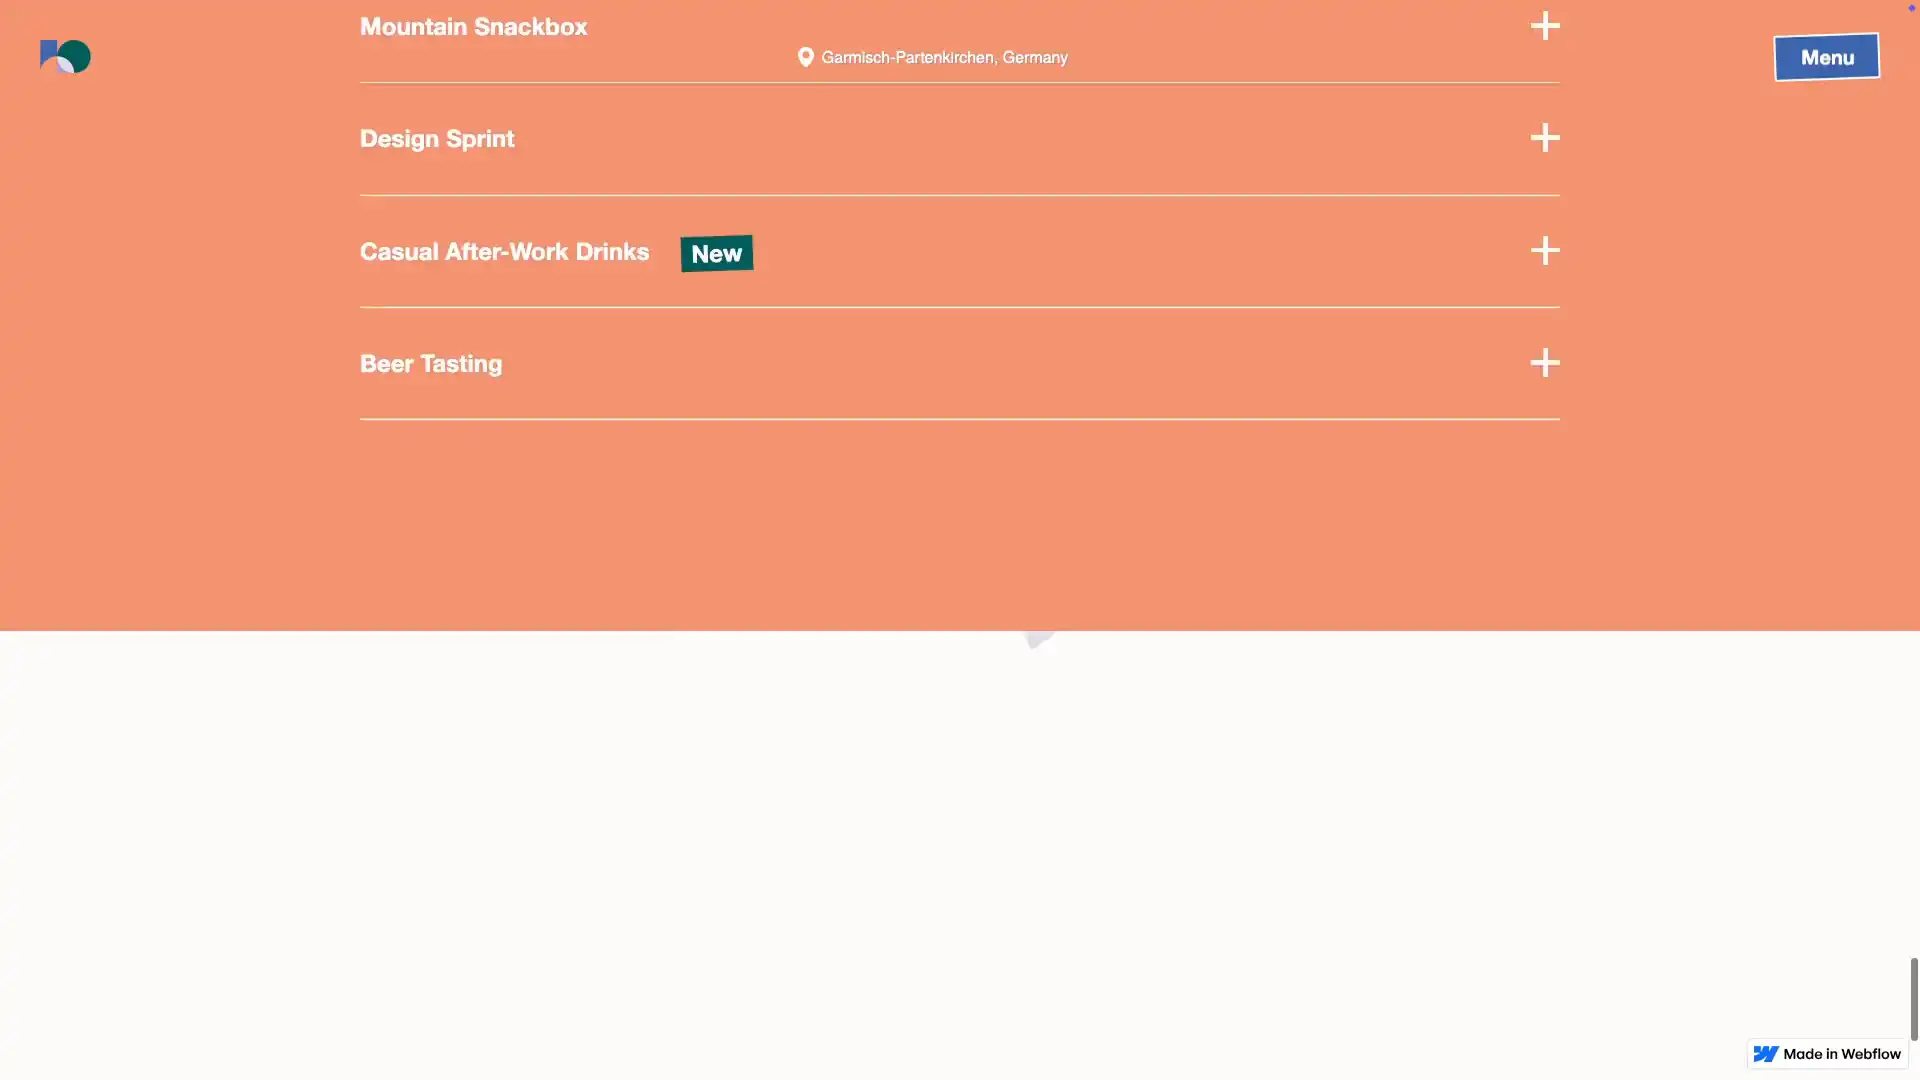 Mountain Snackbox
Garmisch-Partenkirchen, Germany
Menu
Design Sprint
Casual After-Work Drinks
New
Beer Tasting
Made in Webflow